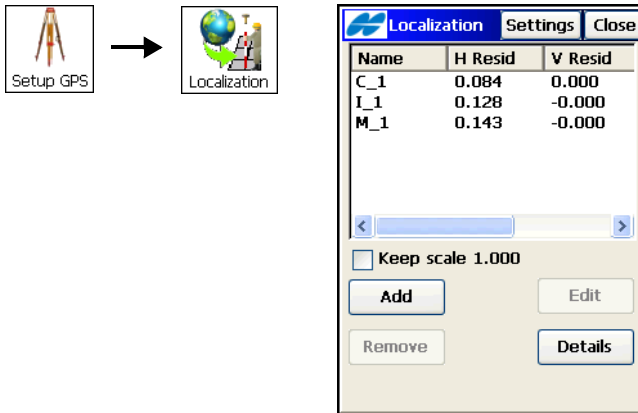 Setup GPS
Localization
Localization Settings Close
Name H Resid V Resid
C_1 0.084 0.000
I_1 0.128 -0.000
M_1 0.143 -0.000
Keep scale 1.000
Add Edit
Remove Details